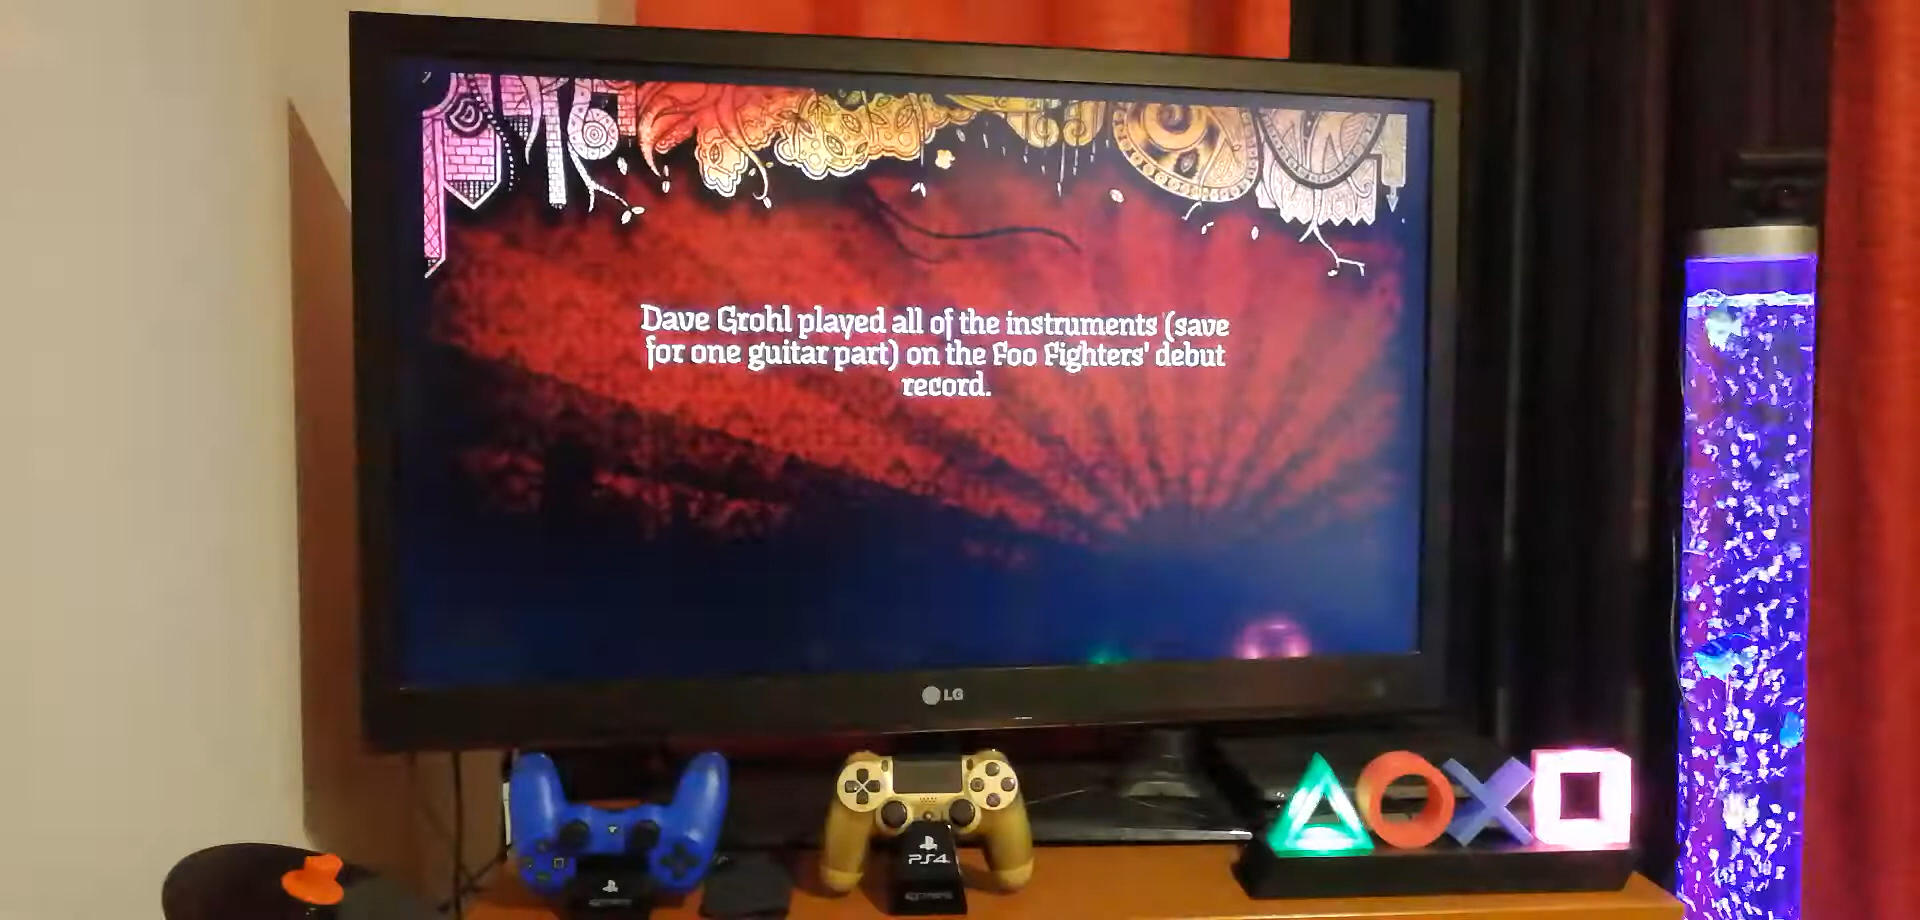 Dave Grohl played all of the instruments (save
for one guitar part) on the Foo Fighters' debut
record.
LG
PS4